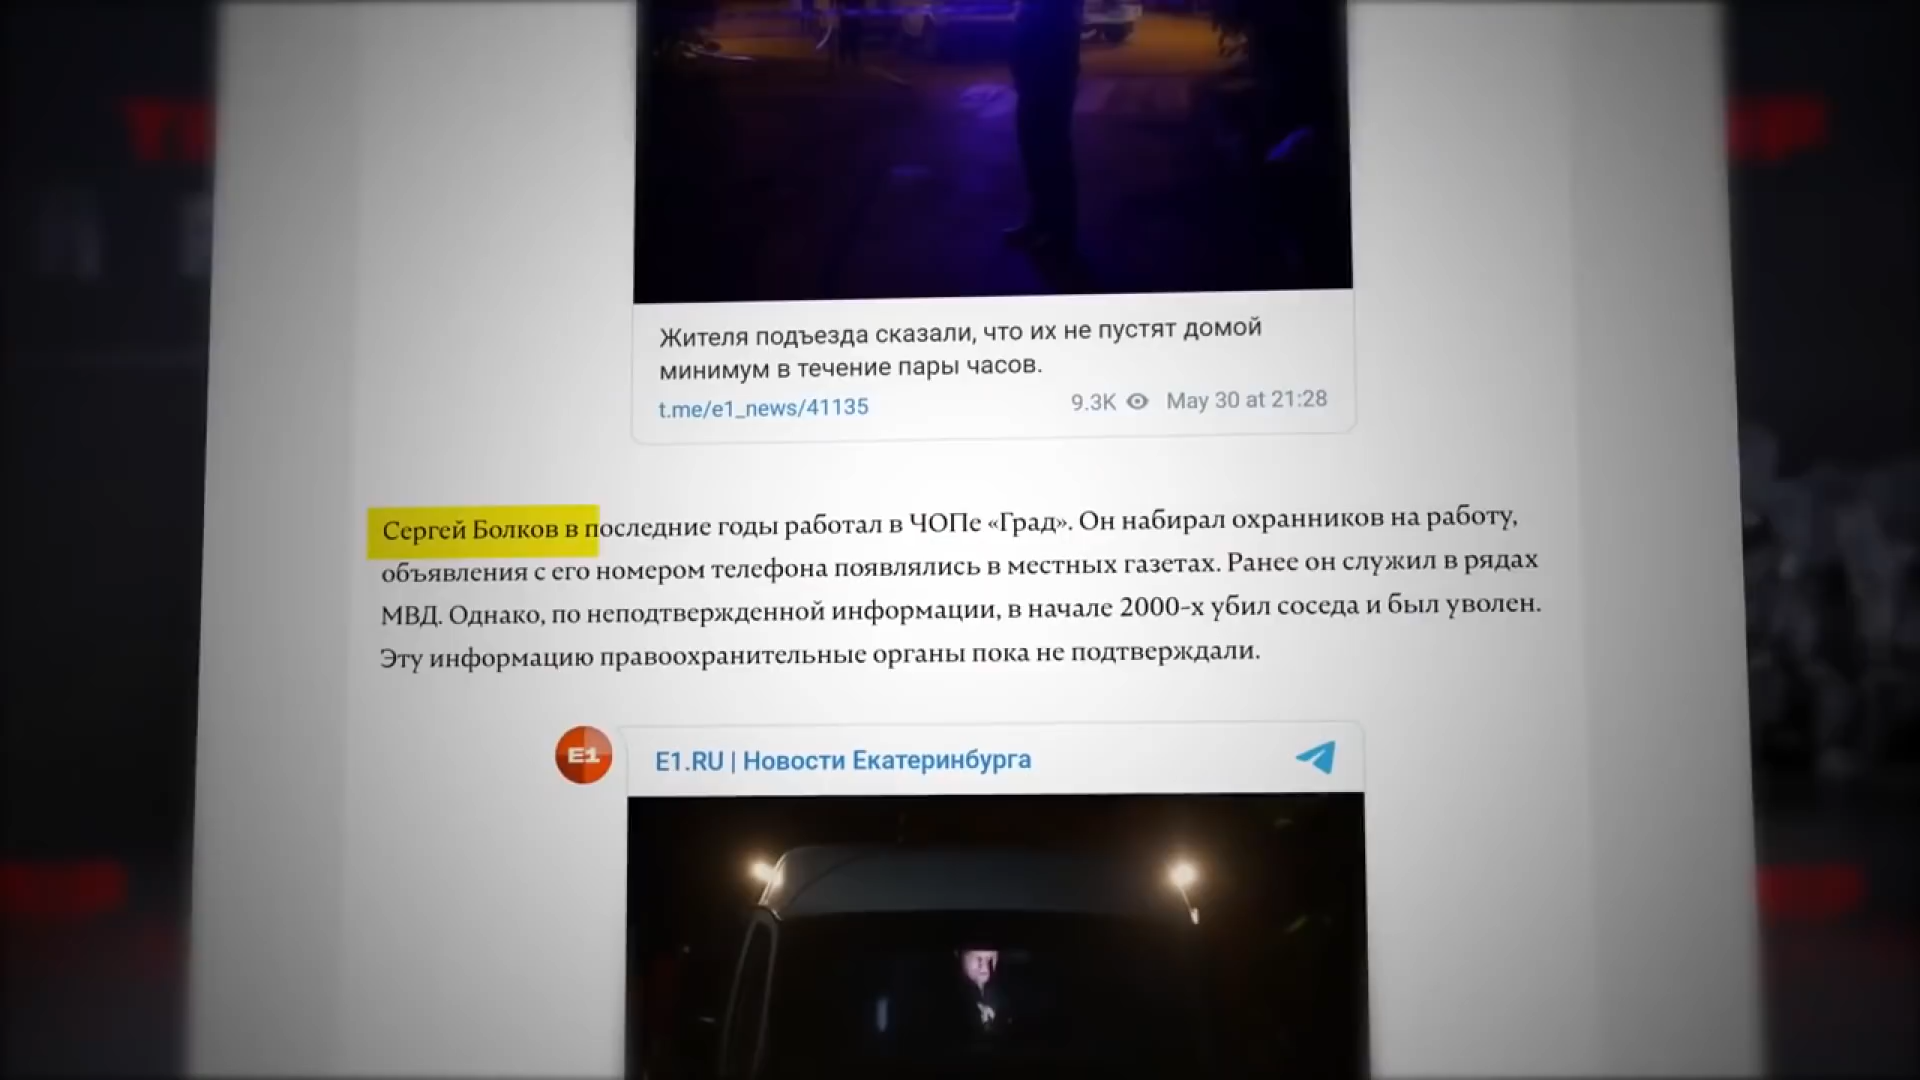 Жителя подъезда сказали, что их не пустят домой
минимум в течение пары часов.
t.me/e1_news/41135 9.3K May 30 at 21:28
Сергей Болков в последние годы работал в ЧОПе «Град». Он набирал охранников на работу,
объявления с его номером телефона появлялись в местных газетах. Ранее он служил в рядах
МВД. Однако, по неподтвержденной информации, в начале 2000-х убил соседа и был уволен.
Эту информацию правоохранительные органы пока не подтверждали.
E1 E1.RU | Новости Екатеринбурга